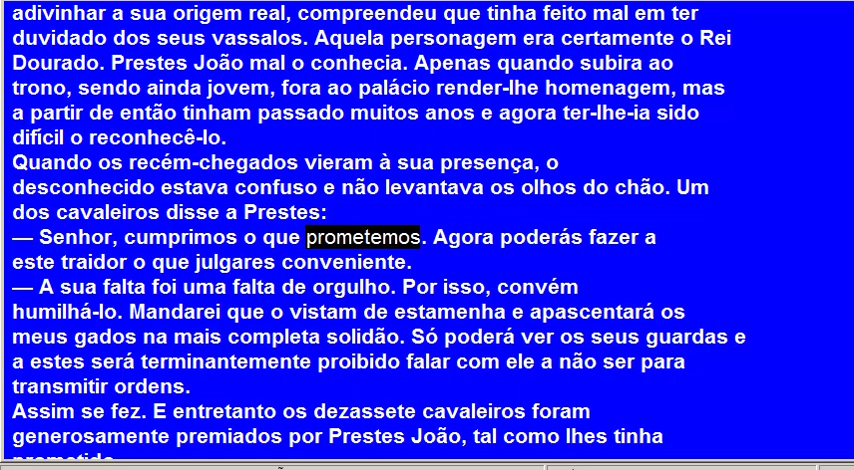 adivinhar a sua origem real, compreendeu que tinha feito mal em ter
duvidado dos seus vassalos. Aquela personagem era certamente o Rei
Dourado. Prestes João mal o conhecia. Apenas quando subira ao
trono, sendo ainda jovem, fora ao palácio render-lhe homenagem, mas
a partir de então tinham passado muitos anos e agora ter-lhe-ia sido
difícil o reconhecê-lo.
Quando os recém-chegados vieram à sua presença, o
desconhecido estava confuso e não levantava os olhos do chão. Um
dos cavaleiros disse a Prestes:
— Senhor, cumprimos o que prometemos. Agora poderás fazer a
este traidor o que julgares conveniente.
— A sua falta foi uma falta de orgulho. Por isso, convém
humilhá-lo. Mandarei que o vistam de estamenha e apascentará os
meus gados na mais completa solidão. Só poderá ver os seus guardas e
a estes será terminantemente proibido falar com ele a não ser para
transmitir ordens.
Assim se fez. E entretanto os dezassete cavaleiros foram
generosamente premiados por Prestes João, tal como lhes tinha